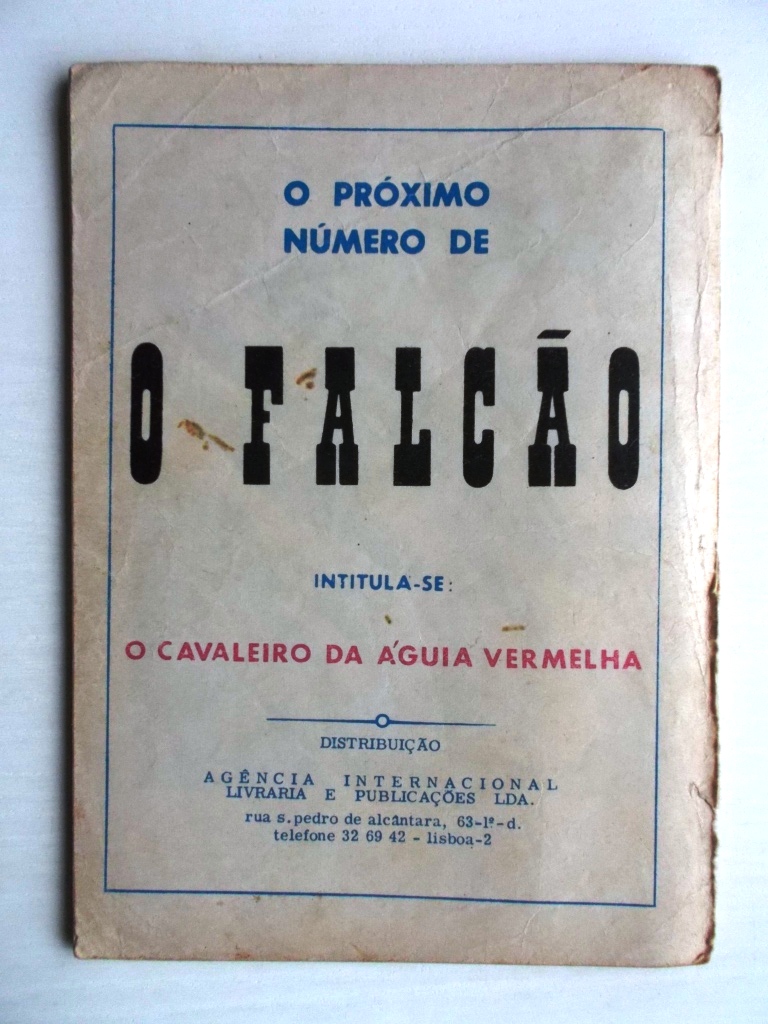 O PRÓXIMO
NÚMERO DE
O FALCÃO
INTITULA-SE:
O CAVALEIRO DA ÁGUIA VERMELHA
DISTRIBUIÇÃO
AGÊNCIA INTERNACIONAL
LIVRARIA E PUBLICAÇÕES LDA.
rua s. pedro de alcântara, 63-1º-d.
telefone 32 69 42 - lisboa-2